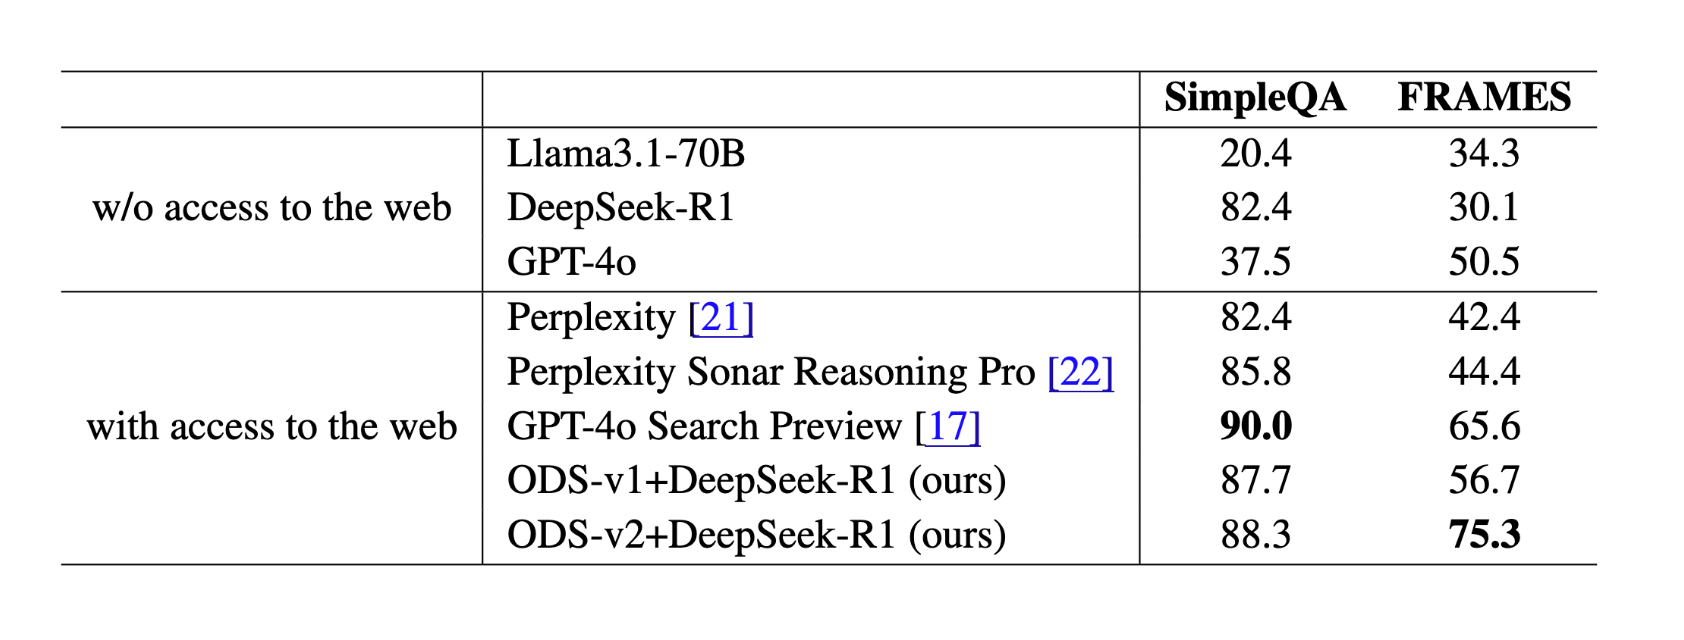 SimpleQA FRAMES
Llama3.1-70B 20.4 34.3
w/o access to the web DeepSeek-R1 82.4 30.1
GPT-4o 37.5 50.5
Perplexity [21] 82.4 42.4
Perplexity Sonar Reasoning Pro [22] 85.8 44.4
with access to the web GPT-4o Search Preview [17] 90.0 65.6
ODS-v1+DeepSeek-R1 (ours) 87.7 56.7
ODS-v2+DeepSeek-R1 (ours) 88.3 75.3